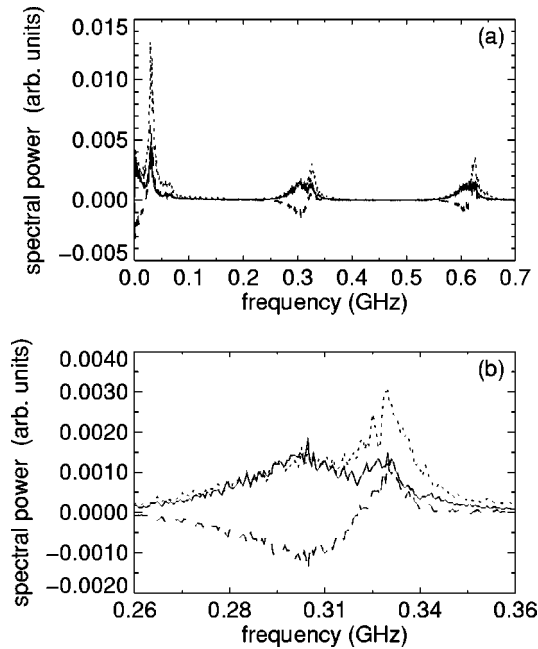 (a)
spectral power (arb. units)
0.015
0.010
0.005
0.000
−0.005
0.0 0.1 0.2 0.3 0.4 0.5 0.6 0.7
frequency (GHz)
(b)
spectral power (arb. units)
0.0040
0.0030
0.0020
0.0010
0.0000
−0.0010
−0.0020
0.26 0.28 0.31 0.34 0.36
frequency (GHz)